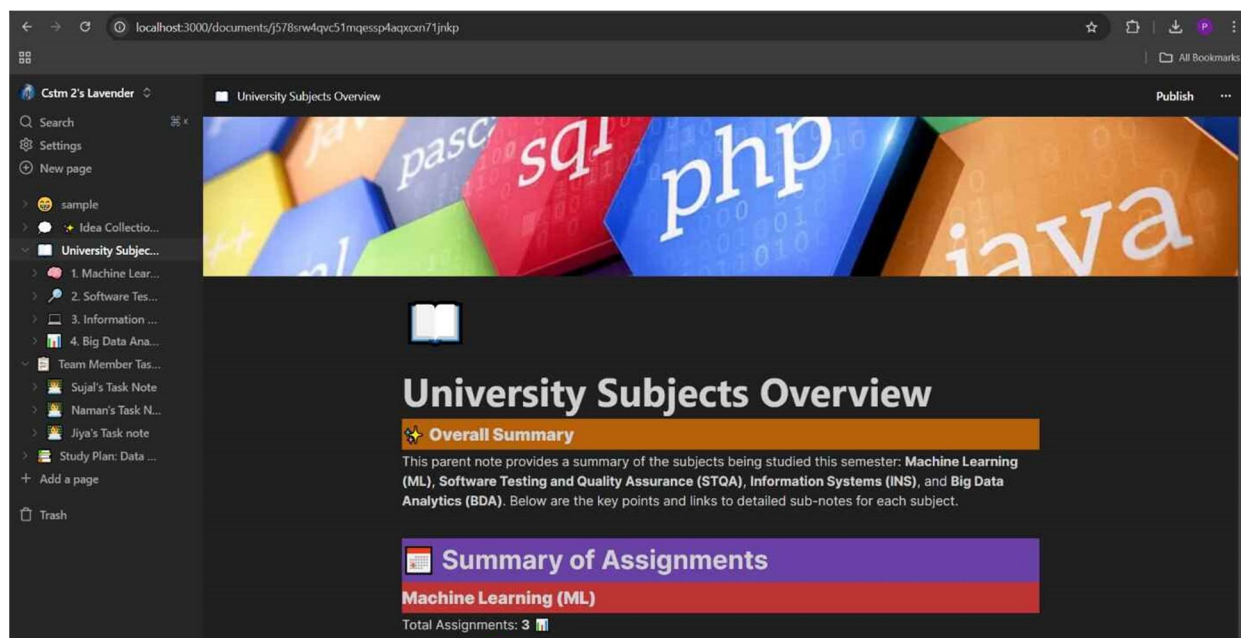 localhost:3000/documents/j578srw4qvc51mqessp4aqxcxn71jnkp
P
All Bookmarks
Cstm 2's Lavender
Search ⌘ K
Settings
New page
sample
Idea Collectio...
University Subjec...
1. Machine Lear...
2. Software Tes...
3. Information ...
4. Big Data Ana...
Team Member Tas...
Sujal's Task Note
Naman's Task N...
Jiya's Task note
Study Plan: Data ...
+ Add a page
Trash
University Subjects Overview
Publish ...
java
pasc
sql
php
java
++
ml
University Subjects Overview
Overall Summary
This parent note provides a summary of the subjects being studied this semester: Machine Learning
(ML), Software Testing and Quality Assurance (STQA), Information Systems (INS), and Big Data
Analytics (BDA). Below are the key points and links to detailed sub-notes for each subject.
Summary of Assignments
Machine Learning (ML)
Total Assignments: 3